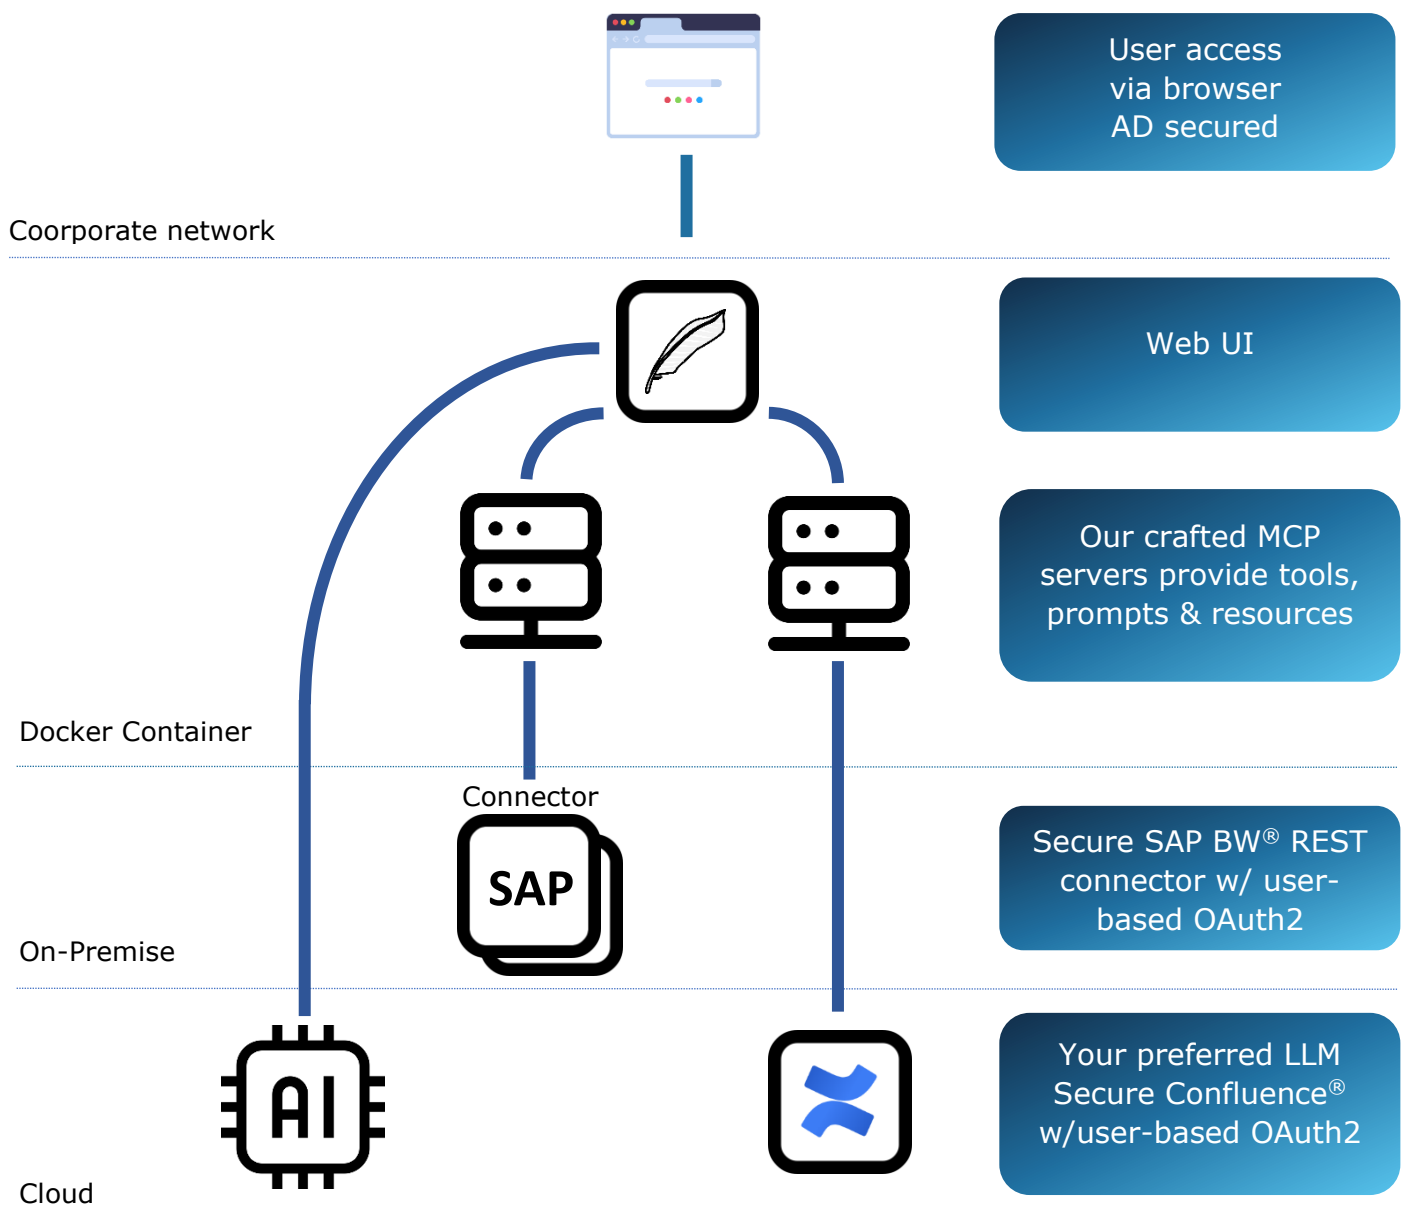 User access
via browser
AD secured
Coorporate network
Web UI
Our crafted MCP
servers provide tools,
prompts & resources
Docker Container
Connector
SAP
Secure SAP BW® REST
connector w/ user-
based OAuth2
On-Premise
AI
Your preferred LLM
Secure Confluence®
w/user-based OAuth2
Cloud